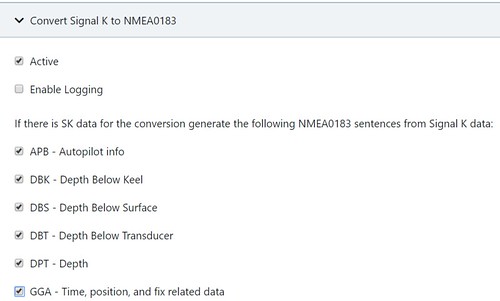 Convert Signal K to NMEA0183
Active
Enable Logging
If there is SK data for the conversion generate the following NMEA0183 sentences from Signal K data:
APB - Autopilot info
DBK - Depth Below Keel
DBS - Depth Below Surface
DBT - Depth Below Transducer
DPT - Depth
GGA - Time, position, and fix related data